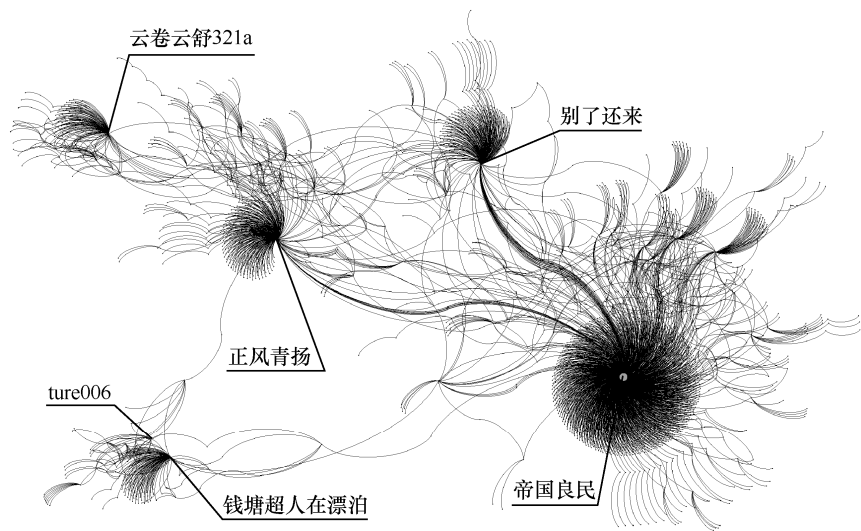 云卷云舒321a
别了还来
正风青扬
ture006
钱塘超人在漂泊
帝国良民